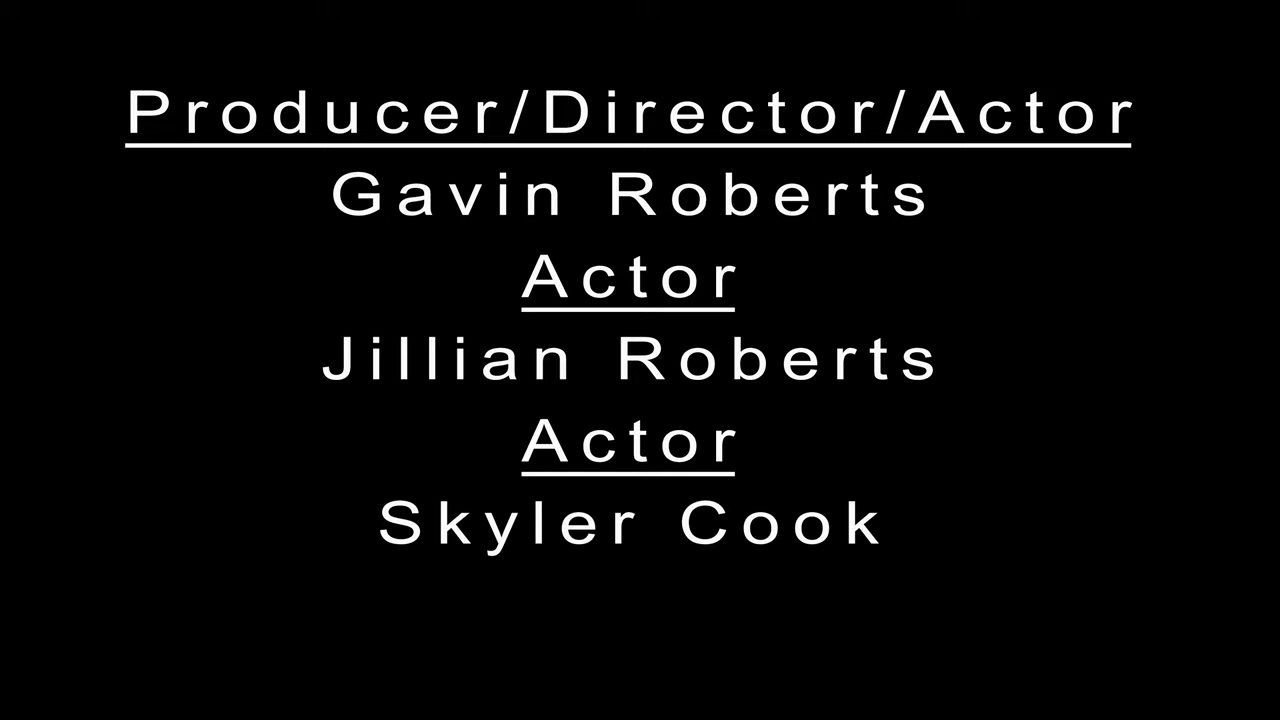 Producer/Director/Actor
Gavin Roberts
Actor
Jillian Roberts
Actor
Skyler Cook